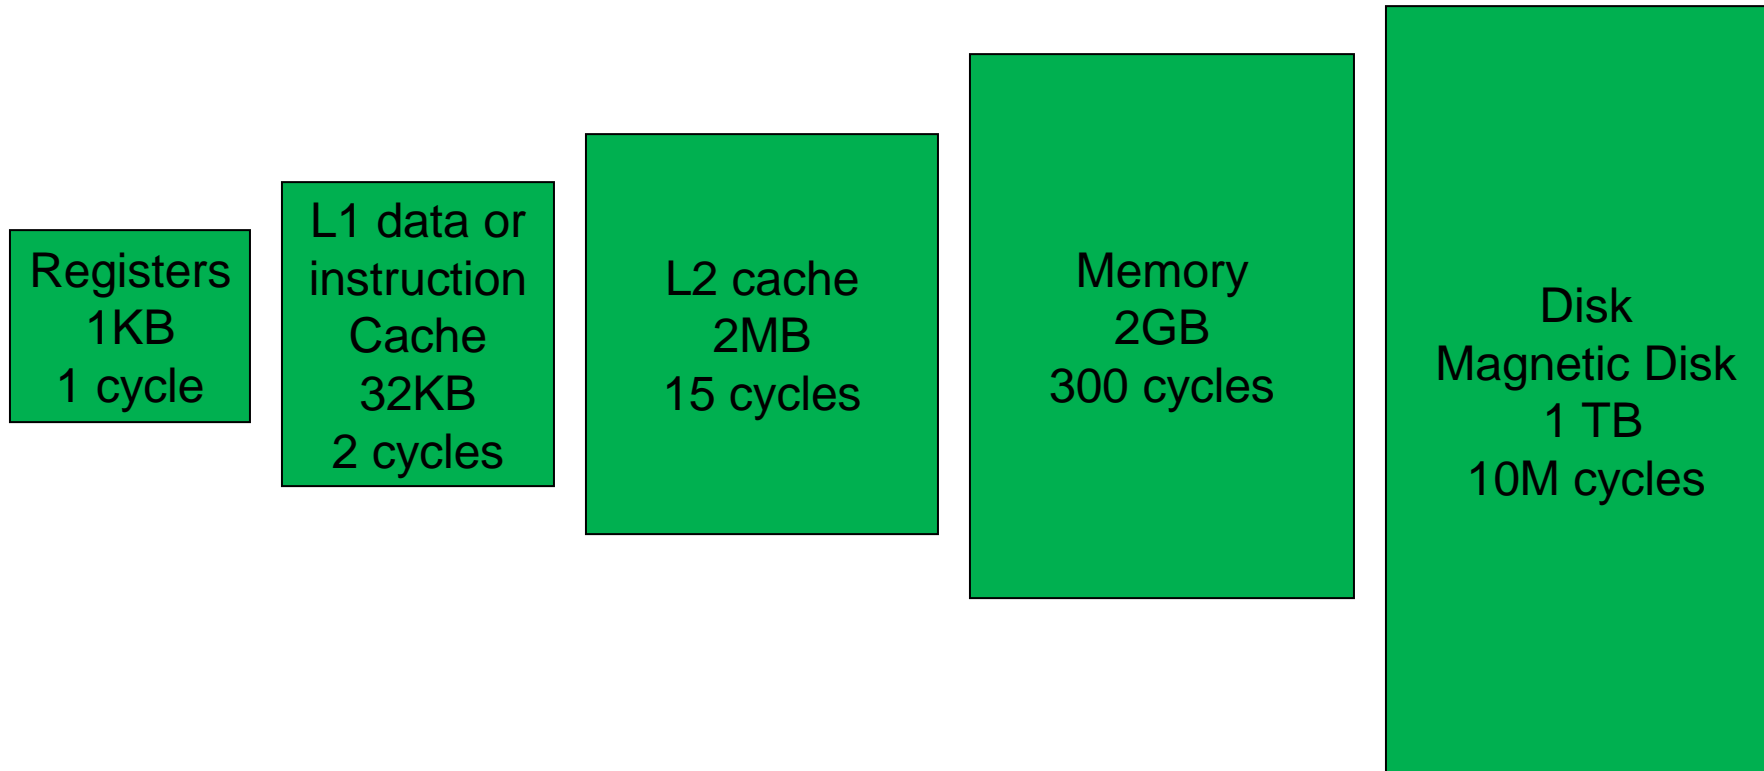 Registers
1KB
1 cycle
L1 data or
instruction
Cache
32KB
2 cycles
L2 cache
2MB
15 cycles
Memory
2GB
300 cycles
Disk
Magnetic Disk
1 TB
10M cycles